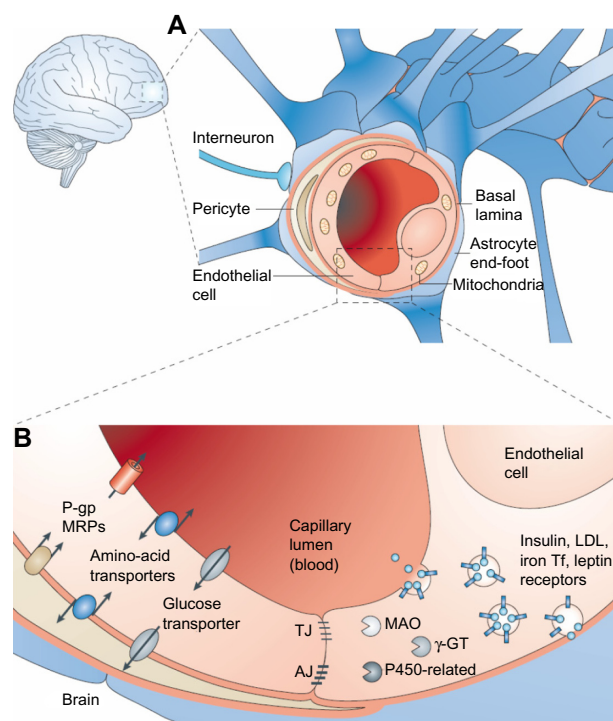 A
Interneuron
Pericyte
Endothelial
cell
Basal
lamina
Astrocyte
end-foot
Mitochondria
B
Endothelial
cell
P-gp
MRPs
Amino-acid
transporters
Glucose
transporter
Capillary
lumen
(blood)
Insulin, LDL,
iron Tf, leptin
receptors
TJ
MAO
γ-GT
AJ
P450-related
Brain